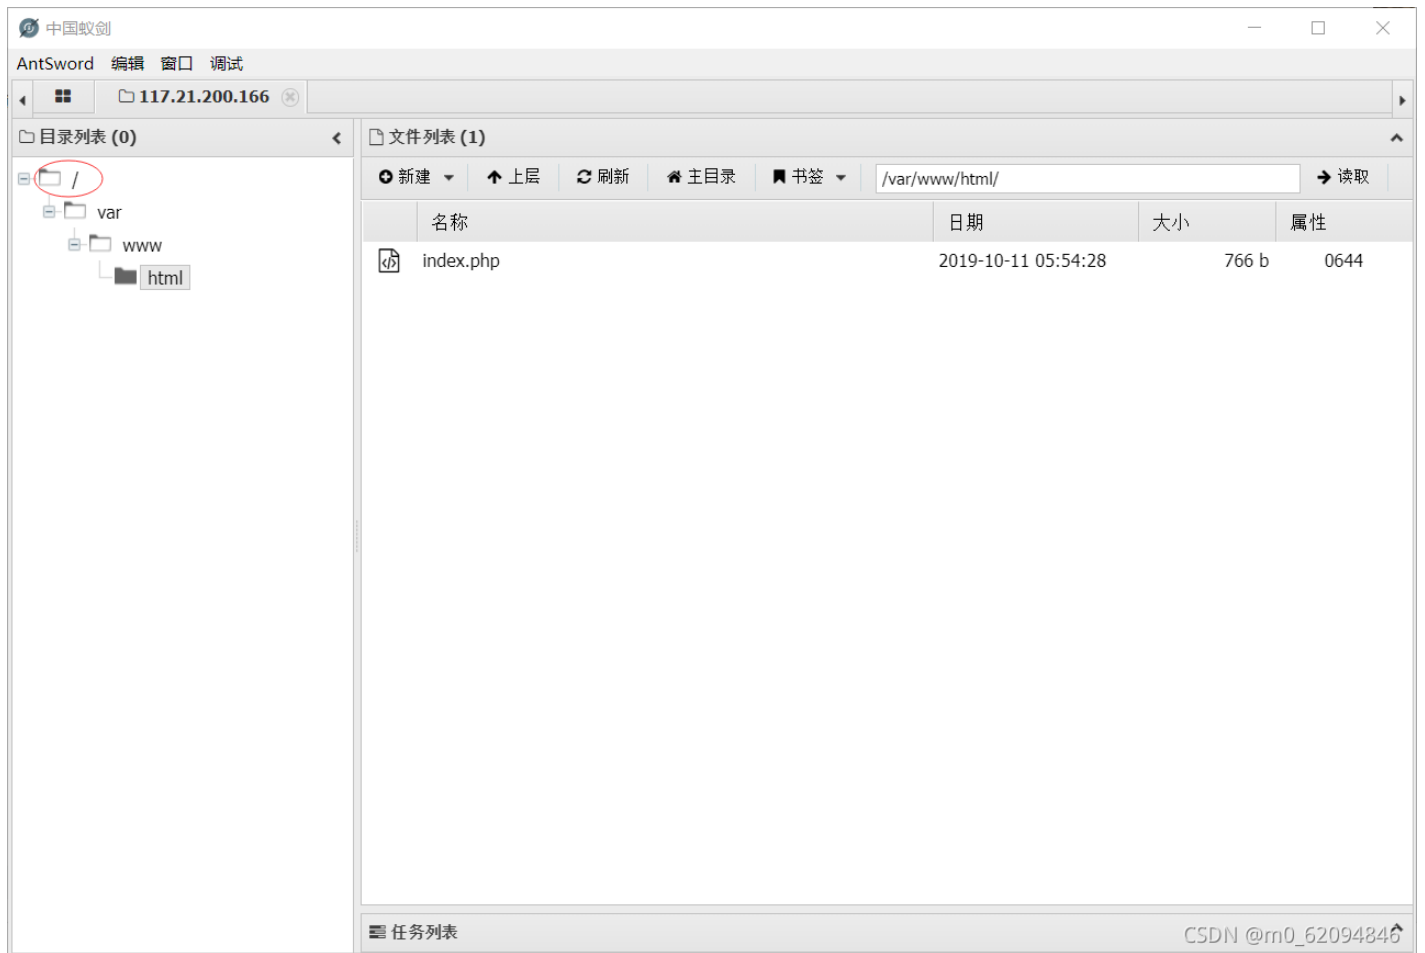 中国蚁剑
AntSword 编辑 窗口 调试
117.21.200.166
目录列表 (0)
文件列表 (1)
新建 上层 刷新 主目录 书签 /var/www/html/ 读取
/
var
www
html
名称 日期 大小 属性
index.php 2019-10-11 05:54:28 766 b 0644
任务列表
CSDN @m0_62094846